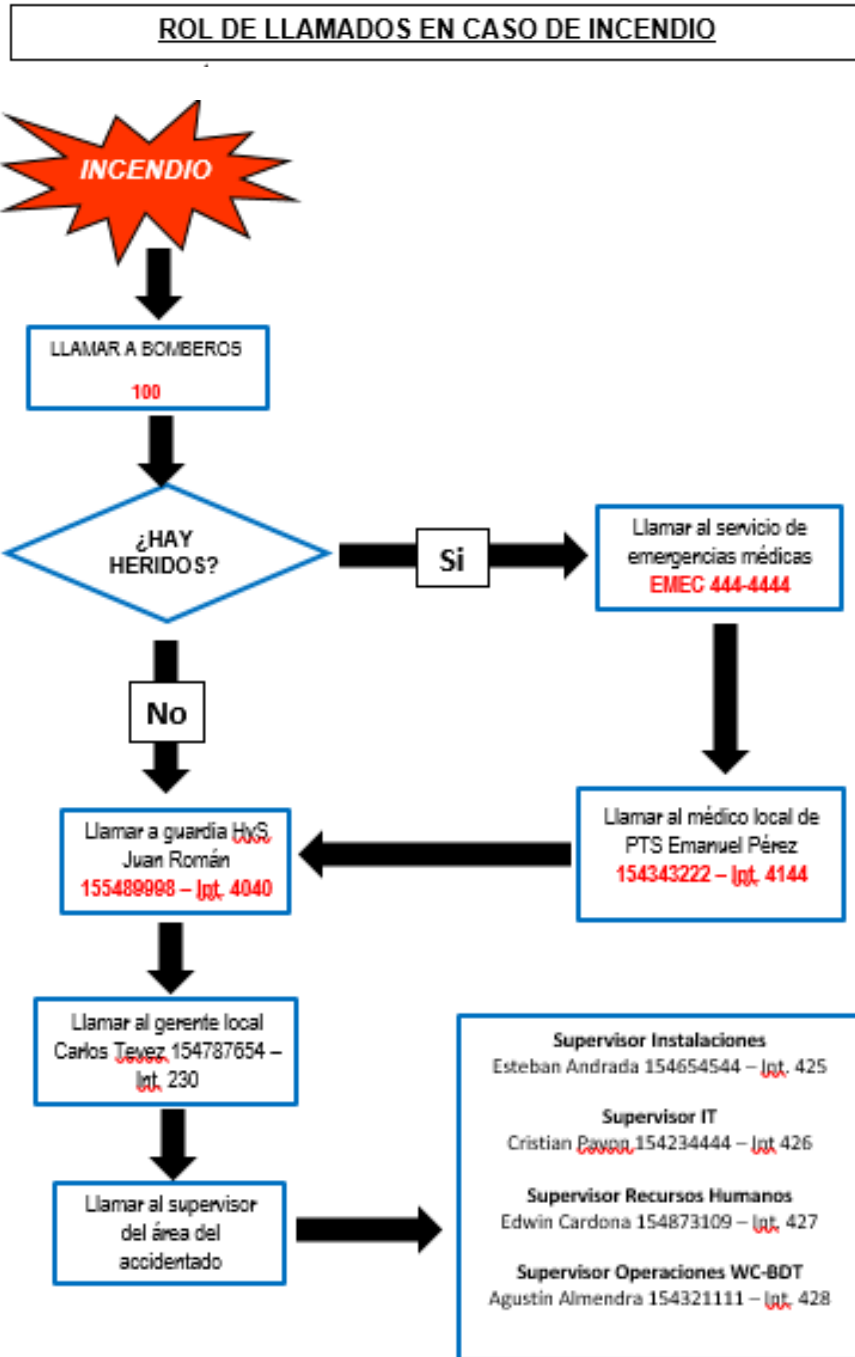 ROL DE LLAMADOS EN CASO DE INCENDIO
INCENDIO
LLAMAR A BOMBEROS
100
¿HAY
HERIDOS?
Si
Llamar al servicio de
emergencias médicas
EMEC 444-4444
No
Llamar al médico local de
PTS Emanuel Pérez
154343222 – Int. 4144
Llamar a guardia HyS
Juan Román
155489998 – Int. 4040
Llamar al gerente local
Carlos Tevez 154787654 –
Int. 230
Llamar al supervisor
del área del
accidentado
Supervisor Instalaciones
Esteban Andrada 154654544 – Int. 425
Supervisor IT
Cristian Pavon 154234444 – Int 426
Supervisor Recursos Humanos
Edwin Cardona 154873109 – Int. 427
Supervisor Operaciones WC-BDT
Agustín Almendra 154321111 – Int. 428